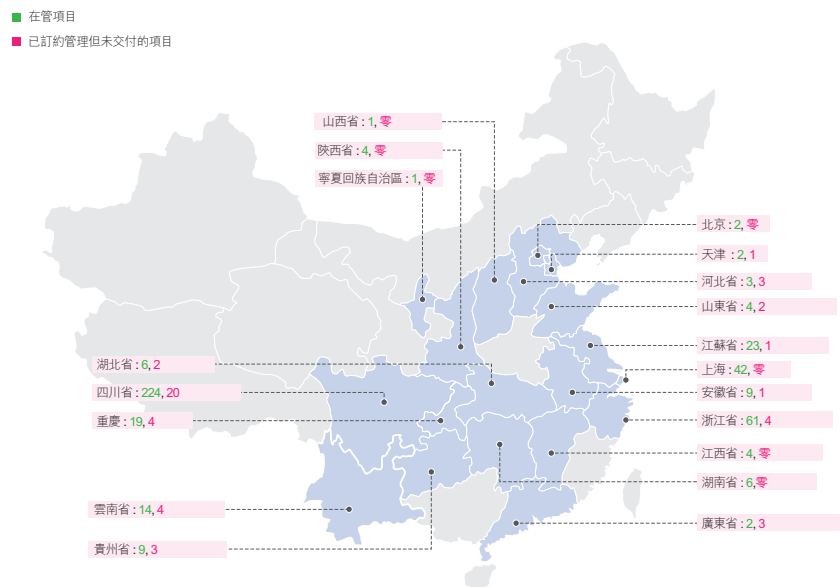 在管項目
已訂約管理但未交付的項目
山西省 : 1, 零
陝西省 : 4, 零
寧夏回族自治區 : 1, 零
北京 : 2, 零
天津 : 2, 1
河北省 : 3, 3
山東省 : 4, 2
江蘇省 : 23, 1
上海 : 42, 零
安徽省 : 9, 1
浙江省 : 61, 4
江西省 : 4, 零
湖南省 : 6,零
廣東省 : 2, 3
湖北省 : 6, 2
四川省 : 224, 20
重慶 : 19, 4
雲南省 : 14, 4
貴州省 : 9, 3